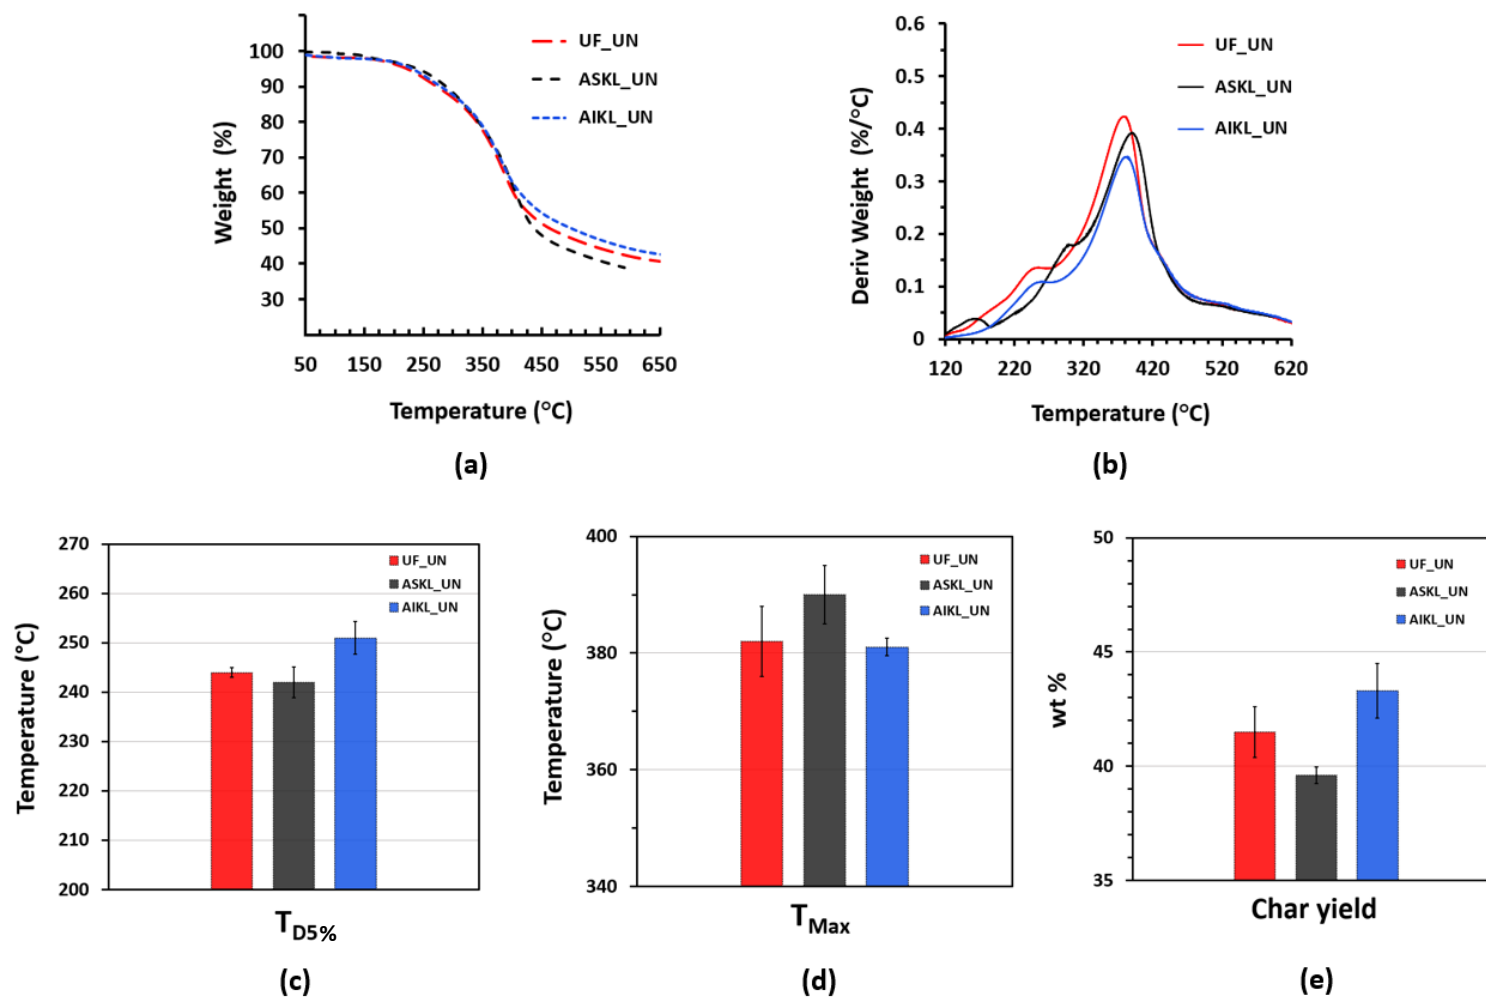 UF_UN
ASKL_UN
AIKL_UN
100
90
80
70
60
50
40
30
Weight (%)
50 150 250 350 450 550 650
Temperature (°C)
(a)
UF_UN
ASKL_UN
AIKL_UN
0.6
0.5
0.4
0.3
0.2
0.1
0
Deriv Weight (%/°C)
120 220 320 420 520 620
Temperature (°C)
(b)
UF_UN
ASKL_UN
AIKL_UN
270
260
250
240
230
220
210
200
Temperature (°C)
TD5%
(c)
UF_UN
ASKL_UN
AIKL_UN
400
380
360
340
Temperature (°C)
TMax
(d)
UF_UN
ASKL_UN
AIKL_UN
50
45
40
35
wt %
Char yield
(e)